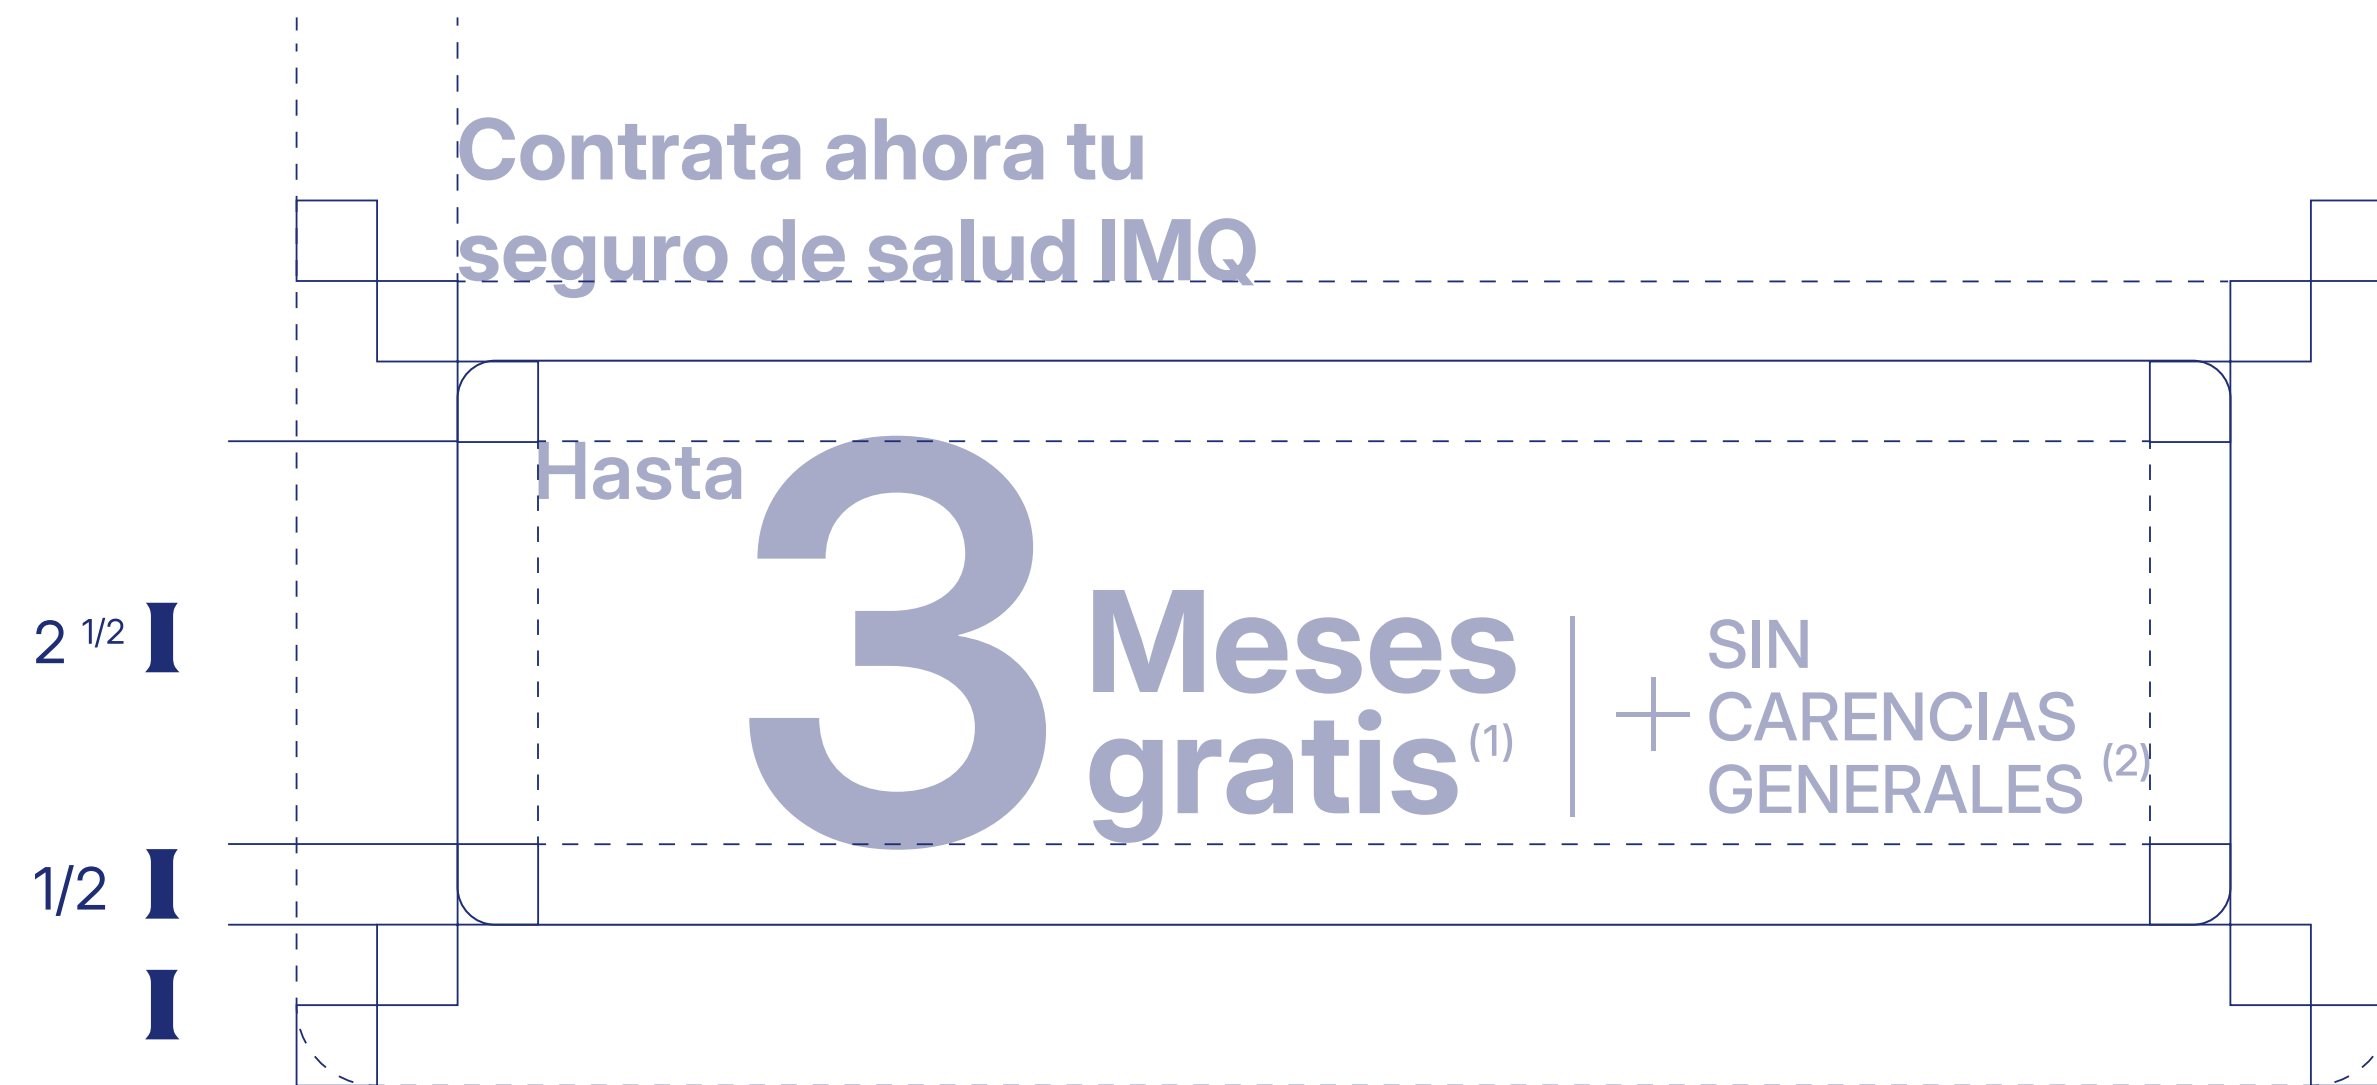 Contrata ahora tu
seguro de salud IMQ
Hasta
3
Meses
gratis (1)
+
SIN
CARENCIAS
GENERALES (2)
2 1/2 I
1/2 I
I